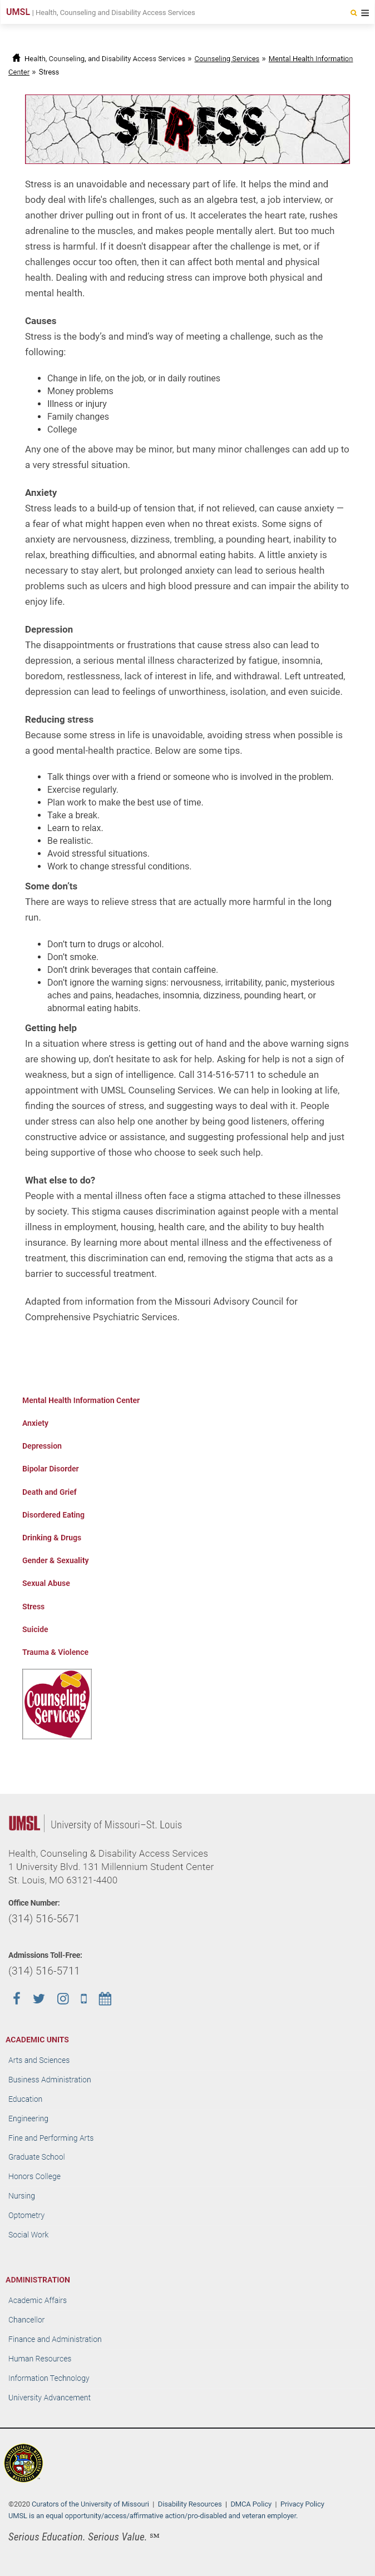 UMSL | Health, Counseling and Disability Access Services
Health, Counseling, and Disability Access Services » Counseling Services » Mental Health Information
Center » Stress
STRESS
Stress is an unavoidable and necessary part of life. It helps the mind and
body deal with life's challenges, such as an algebra test, a job interview, or
another driver pulling out in front of us. It accelerates the heart rate, rushes
adrenaline to the muscles, and makes people mentally alert. But too much
stress is harmful. If it doesn't disappear after the challenge is met, or if
challenges occur too often, then it can affect both mental and physical
health. Dealing with and reducing stress can improve both physical and
mental health.
Causes
Stress is the body's and mind's way of meeting a challenge, such as the
following:
• Change in life, on the job, or in daily routines
• Money problems
• Illness or injury
• Family changes
• College
Any one of the above may be minor, but many minor challenges can add up to
a very stressful situation.
Anxiety
Stress leads to a build-up of tension that, if not relieved, can cause anxiety —
a fear of what might happen even when no threat exists. Some signs of
anxiety are nervousness, dizziness, trembling, a pounding heart, inability to
relax, breathing difficulties, and abnormal eating habits. A little anxiety is
necessary to stay alert, but prolonged anxiety can lead to serious health
problems such as ulcers and high blood pressure and can impair the ability to
enjoy life.
Depression
The disappointments or frustrations that cause stress also can lead to
depression, a serious mental illness characterized by fatigue, insomnia,
boredom, restlessness, lack of interest in life, and withdrawal. Left untreated,
depression can lead to feelings of unworthiness, isolation, and even suicide.
Reducing stress
Because some stress in life is unavoidable, avoiding stress when possible is
a good mental-health practice. Below are some tips.
• Talk things over with a friend or someone who is involved in the problem.
• Exercise regularly.
• Plan work to make the best use of time.
• Take a break.
• Learn to relax.
• Be realistic.
• Avoid stressful situations.
• Work to change stressful conditions.
Some don'ts
There are ways to relieve stress that are actually more harmful in the long
run.
• Don't turn to drugs or alcohol.
• Don't smoke.
• Don't drink beverages that contain caffeine.
• Don't ignore the warning signs: nervousness, irritability, panic, mysterious
aches and pains, headaches, insomnia, dizziness, pounding heart, or
abnormal eating habits.
Getting help
In a situation where stress is getting out of hand and the above warning signs
are showing up, don't hesitate to ask for help. Asking for help is not a sign of
weakness, but a sign of intelligence. Call 314-516-5711 to schedule an
appointment with UMSL Counseling Services. We can help in looking at life,
finding the sources of stress, and suggesting ways to deal with it. People
under stress can also help one another by being good listeners, offering
constructive advice or assistance, and suggesting professional help and just
being supportive of those who choose to seek such help.
What else to do?
People with a mental illness often face a stigma attached to these illnesses
by society. This stigma causes discrimination against people with a mental
illness in employment, housing, health care, and the ability to buy health
insurance. By learning more about mental illness and the effectiveness of
treatment, this discrimination can end, removing the stigma that acts as a
barrier to successful treatment.
Adapted from information from the Missouri Advisory Council for
Comprehensive Psychiatric Services.
Mental Health Information Center
Anxiety
Depression
Bipolar Disorder
Death and Grief
Disordered Eating
Drinking & Drugs
Gender & Sexuality
Sexual Abuse
Stress
Suicide
Trauma & Violence
Counseling
Services
UMSL | University of Missouri–St. Louis
Health, Counseling & Disability Access Services
1 University Blvd. 131 Millennium Student Center
St. Louis, MO 63121-4400
Office Number:
(314) 516-5671
Admissions Toll-Free:
(314) 516-5711
ACADEMIC UNITS
Arts and Sciences
Business Administration
Education
Engineering
Fine and Performing Arts
Graduate School
Honors College
Nursing
Optometry
Social Work
ADMINISTRATION
Academic Affairs
Chancellor
Finance and Administration
Human Resources
Information Technology
University Advancement
©2020 Curators of the University of Missouri | Disability Resources | DMCA Policy | Privacy Policy
UMSL is an equal opportunity/access/affirmative action/pro-disabled and veteran employer.
Serious Education. Serious Value. ℠